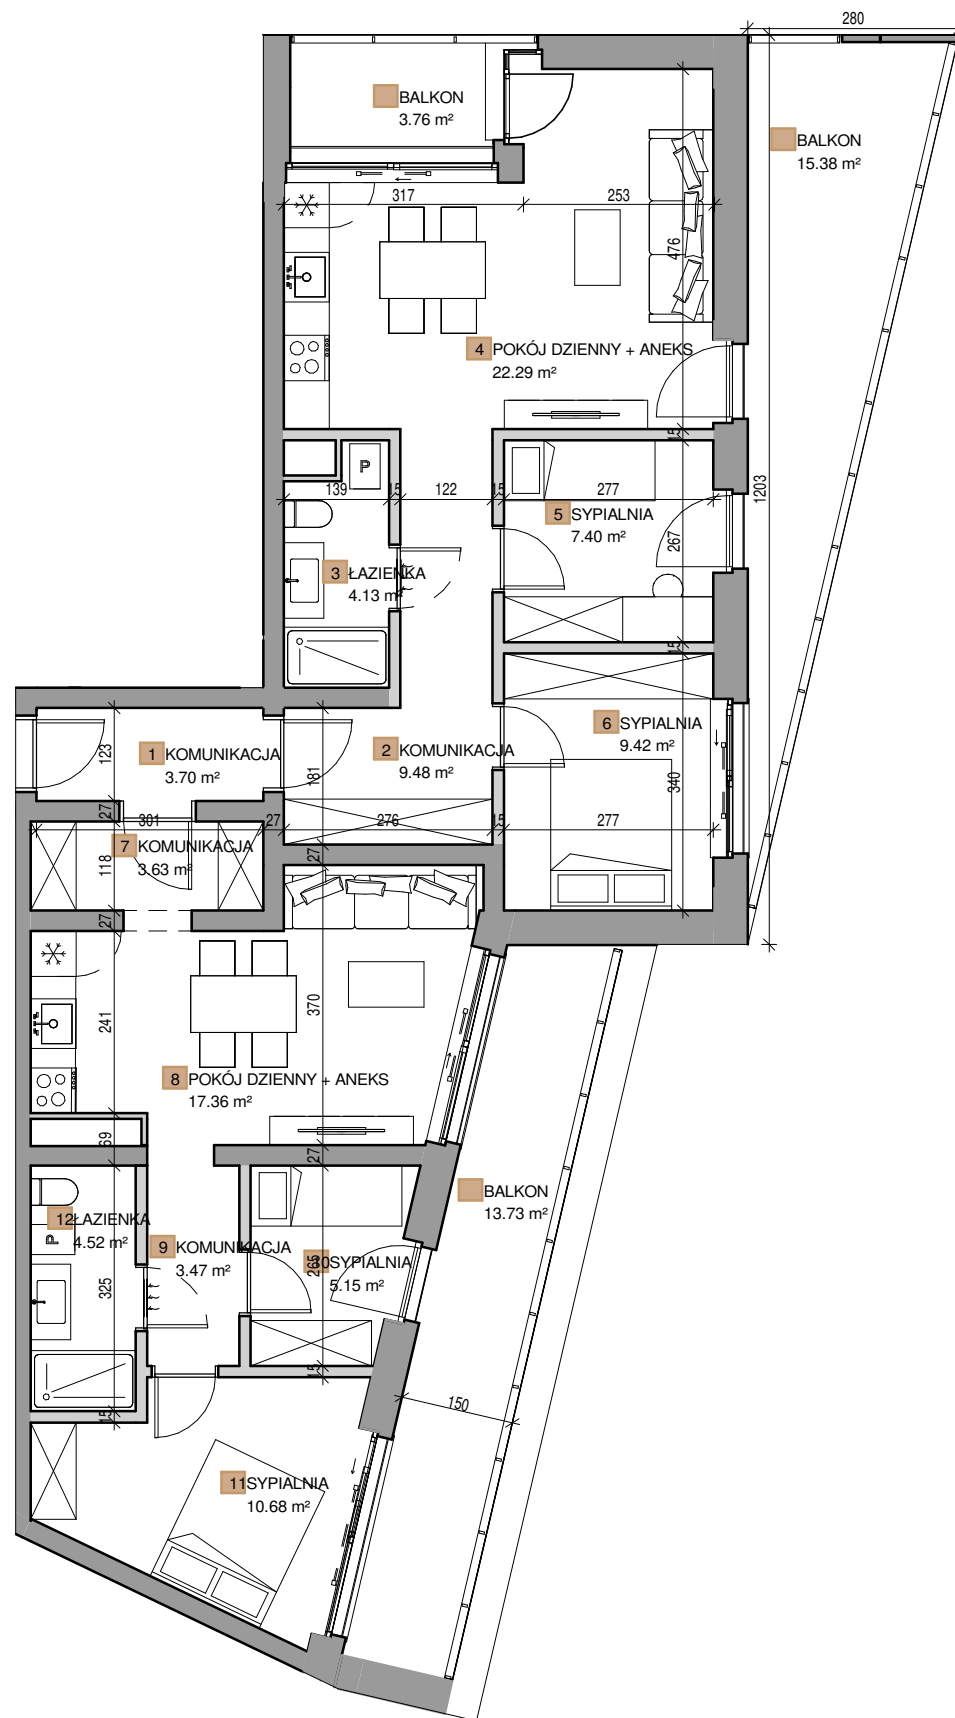 280
BALKON
3.76 m²
BALKON
15.38 m²
317
253
476
4 POKÓJ DZIENNY + ANEKS
22.29 m²
15
P
139
15
122
15
277
1203
5 SYPIALNIA
7.40 m²
267
3 ŁAZIENKA
4.13 m²
15
6 SYPIALNIA
9.42 m²
1 KOMUNIKACJA
3.70 m²
123
2 KOMUNIKACJA
9.48 m²
181
340
27
301
27
276
15
277
7 KOMUNIKACJA
3.63 m²
118
27
27
241
370
8 POKÓJ DZIENNY + ANEKS
17.36 m²
69
27
BALKON
13.73 m²
12 ŁAZIENKA
4.52 m²
P
9 KOMUNIKACJA
3.47 m²
10 SYPIALNIA
5.15 m²
265
325
15
15
150
11 SYPIALNIA
10.68 m²